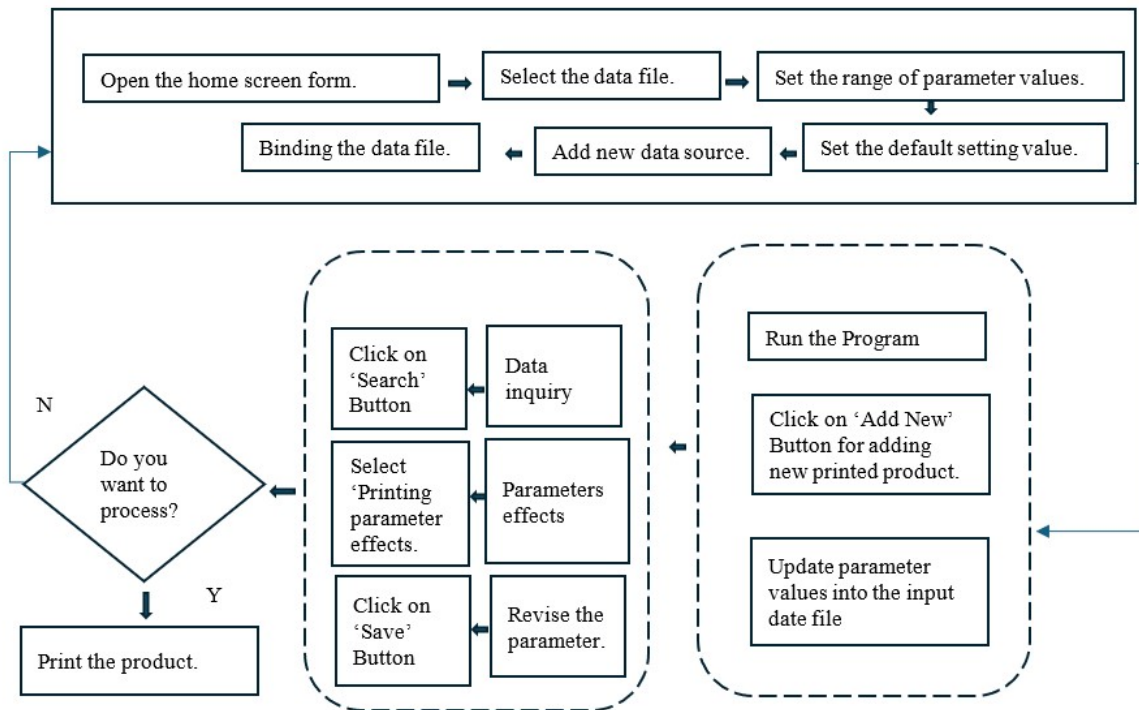 Open the home screen form.
Select the data file.
Set the range of parameter values.
Binding the data file.
Add new data source.
Set the default setting value.
Click on
‘Search’
Button
Data
inquiry
Select
‘Printing
parameter
effects.
Parameters
effects
Click on
‘Save’
Button
Revise the
parameter.
Run the Program
Click on ‘Add New’
Button for adding
new printed product.
Update parameter
values into the input
date file
N
Do you
want to
process?
Y
Print the product.